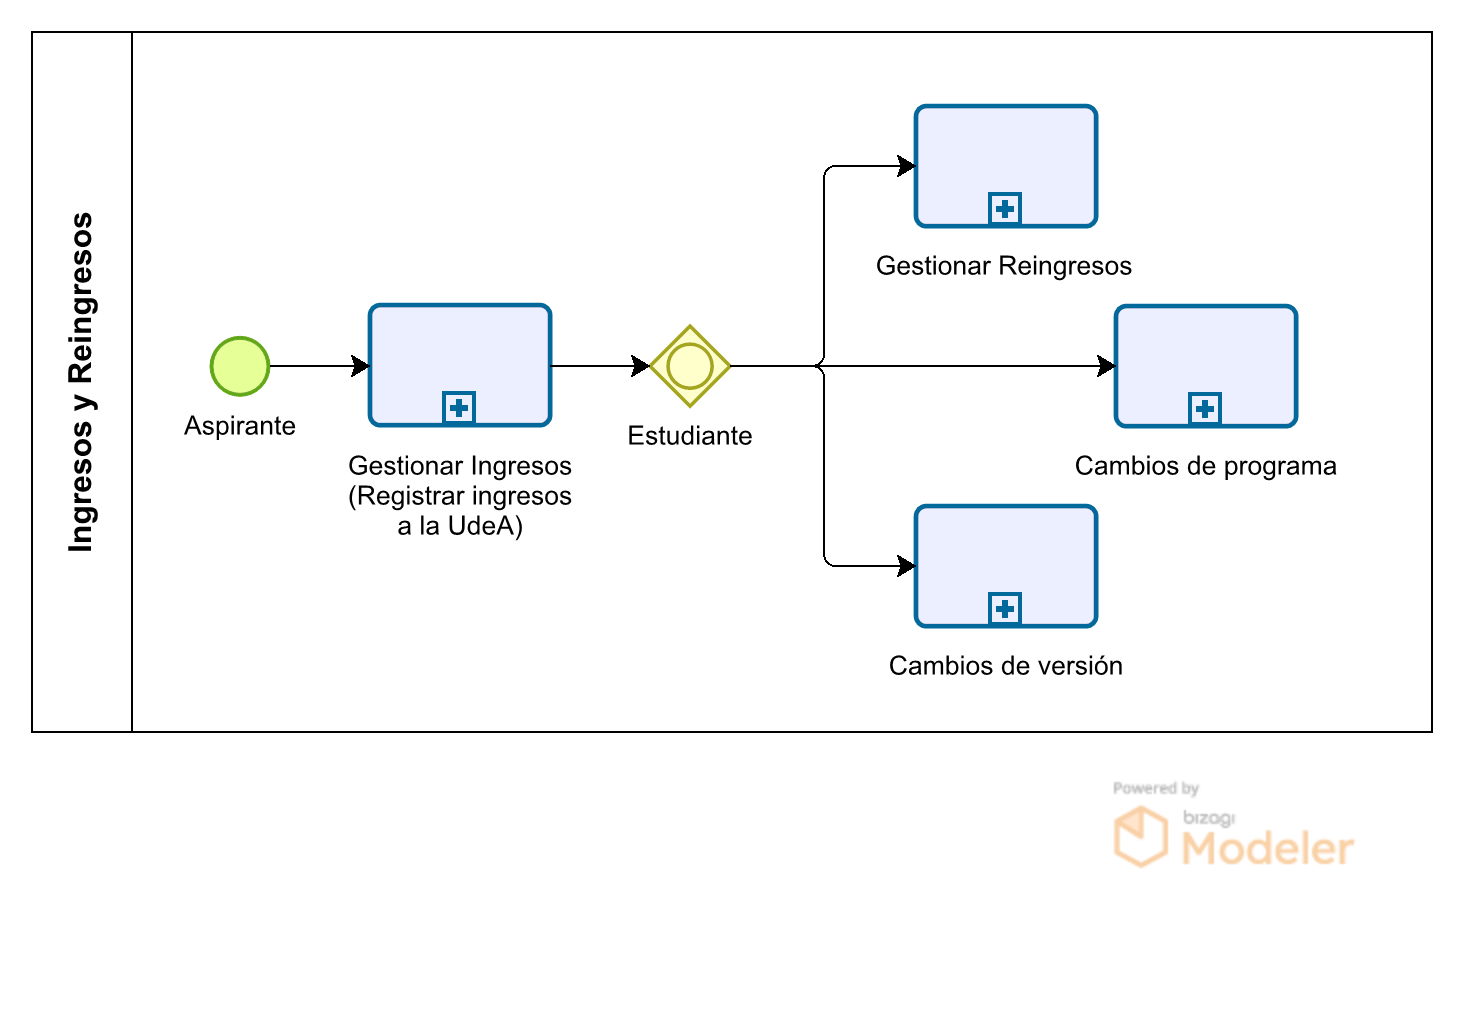 Ingresos y Reingresos
Gestionar Reingresos
Aspirante
Gestionar Ingresos
(Registrar ingresos
a la UdeA)
Estudiante
Cambios de programa
Cambios de versión
Powered by
bizagi
Modeler